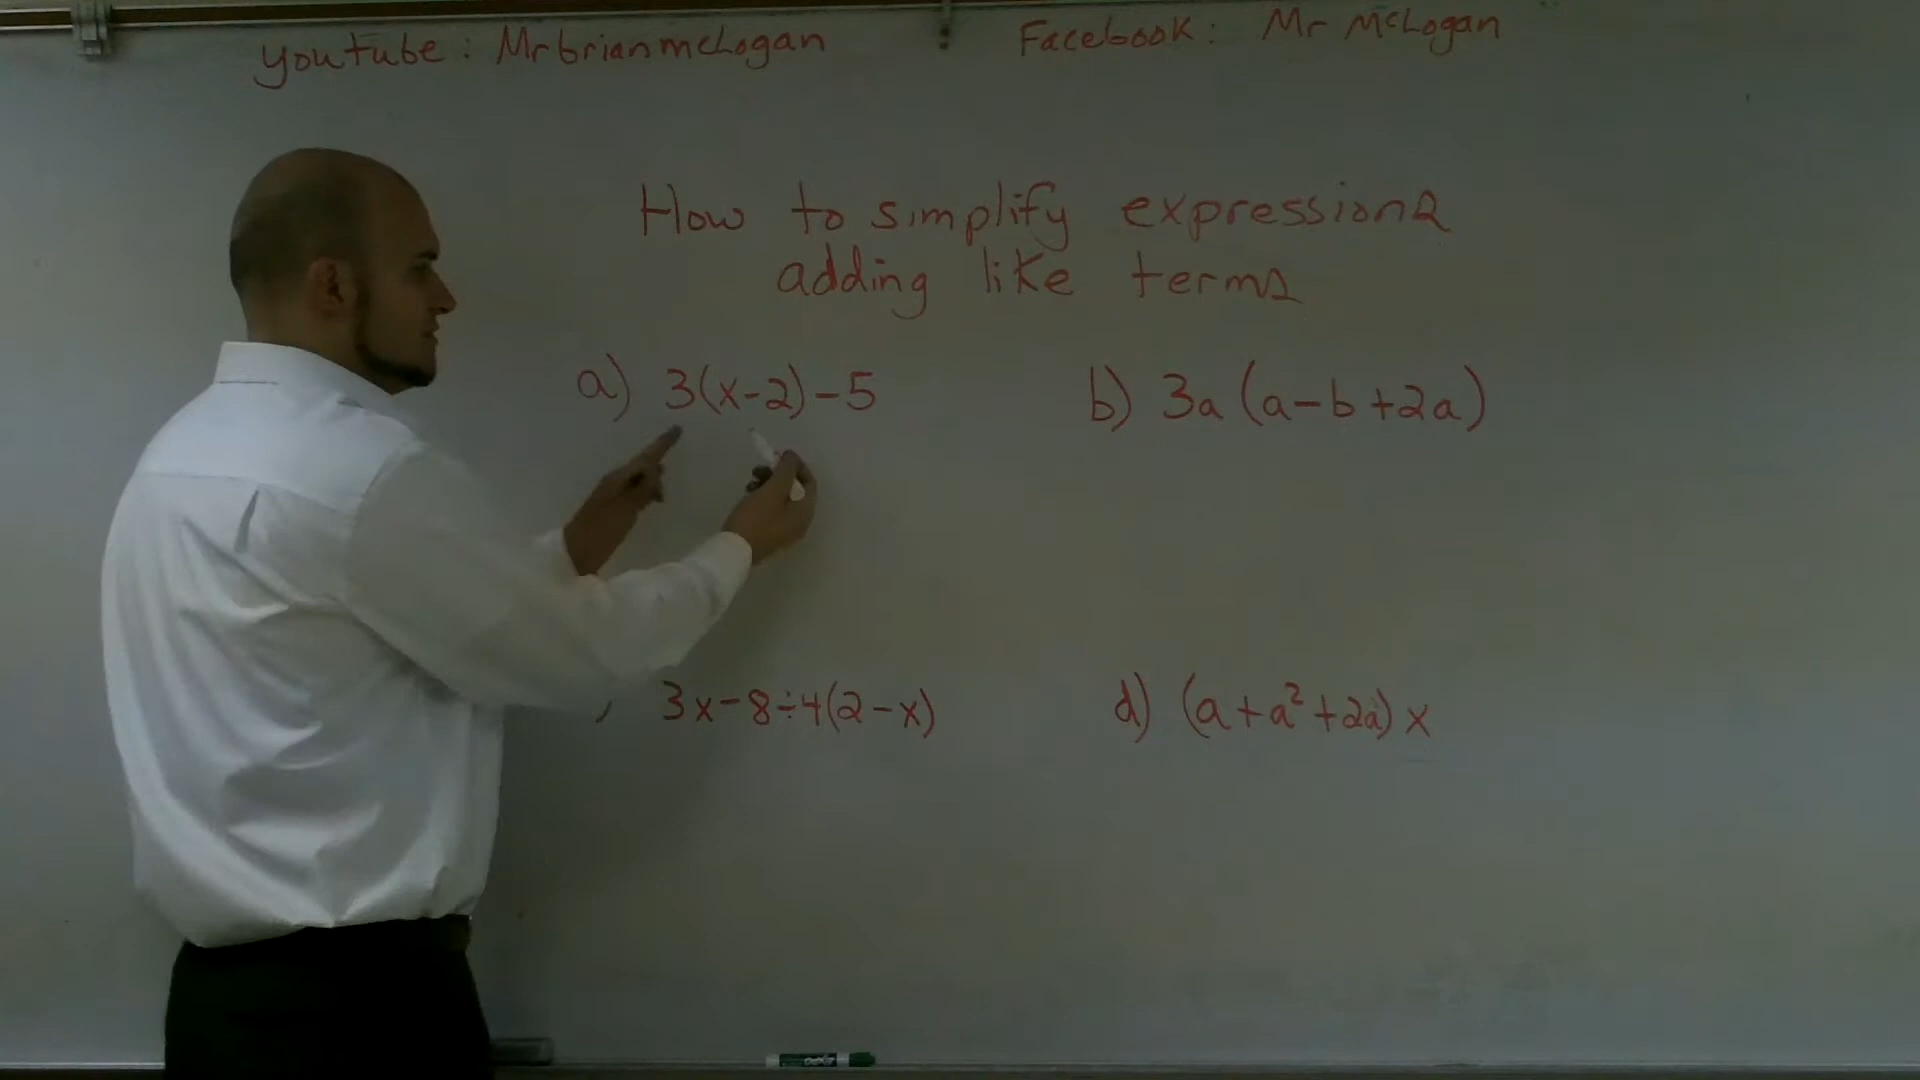 youtube: Mrbrianmclogan
Facebook: Mr McLogan
How to simplify expressions
adding like terms
a) 3(x-2)-5
b) 3a(a-b+2a)
) 3x-8÷4(2-x)
d) (a+a²+2a)x